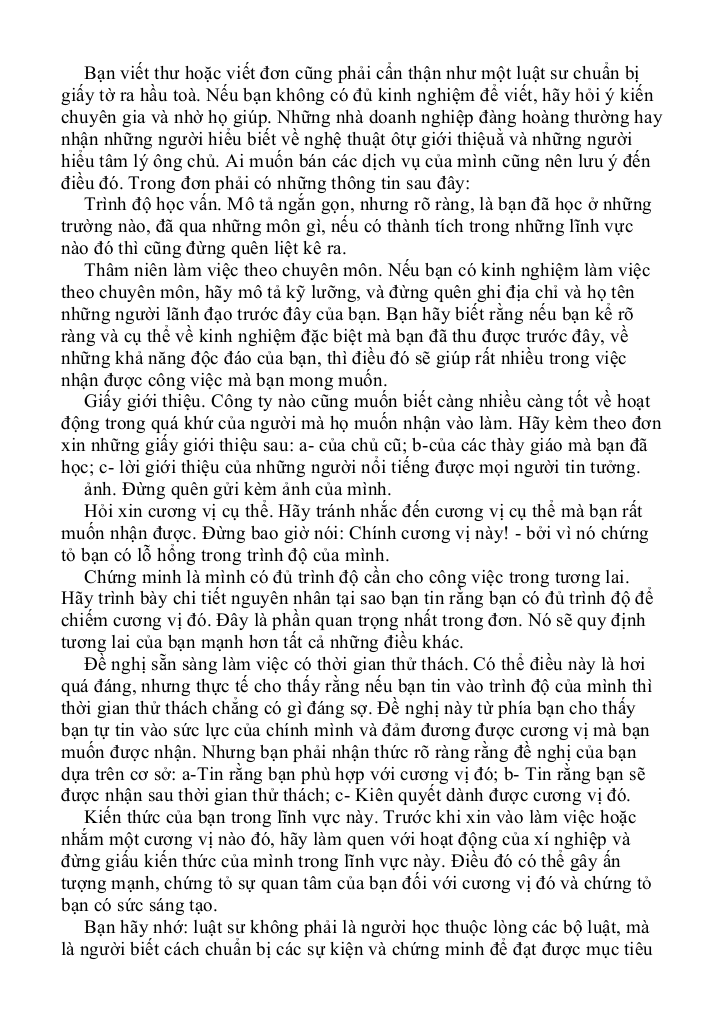 Bạn viết thư hoặc viết đơn cũng phải cẩn thận như một luật sư chuẩn bị
giấy tờ ra hầu toà. Nếu bạn không có đủ kinh nghiệm để viết, hãy hỏi ý kiến
chuyên gia và nhờ họ giúp. Những nhà doanh nghiệp đàng hoàng thường hay
nhận những người hiểu biết về nghệ thuật ôtự giới thiệuẳ và những người
hiểu tâm lý ông chủ. Ai muốn bán các dịch vụ của mình cũng nên lưu ý đến
điều đó. Trong đơn phải có những thông tin sau đây:
Trình độ học vấn. Mô tả ngắn gọn, nhưng rõ ràng, là bạn đã học ở những
trường nào, đã qua những môn gì, nếu có thành tích trong những lĩnh vực
nào đó thì cũng đừng quên liệt kê ra.
Thâm niên làm việc theo chuyên môn. Nếu bạn có kinh nghiệm làm việc
theo chuyên môn, hãy mô tả kỹ lưỡng, và đừng quên ghi địa chỉ và họ tên
những người lãnh đạo trước đây của bạn. Bạn hãy biết rằng nếu bạn kể rõ
ràng và cụ thể về kinh nghiệm đặc biệt mà bạn đã thu được trước đây, về
những khả năng độc đáo của bạn, thì điều đó sẽ giúp rất nhiều trong việc
nhận được công việc mà bạn mong muốn.
Giấy giới thiệu. Công ty nào cũng muốn biết càng nhiều càng tốt về hoạt
động trong quá khứ của người mà họ muốn nhận vào làm. Hãy kèm theo đơn
xin những giấy giới thiệu sau: a- của chủ cũ; b-của các thày giáo mà bạn đã
học; c- lời giới thiệu của những người nổi tiếng được mọi người tin tưởng.
ảnh. Đừng quên gửi kèm ảnh của mình.
Hỏi xin cương vị cụ thể. Hãy tránh nhắc đến cương vị cụ thể mà bạn rất
muốn nhận được. Đừng bao giờ nói: Chính cương vị này! - bởi vì nó chứng
tỏ bạn có lỗ hổng trong trình độ của mình.
Chứng minh là mình có đủ trình độ cần cho công việc trong tương lai.
Hãy trình bày chi tiết nguyên nhân tại sao bạn tin rằng bạn có đủ trình độ để
chiếm cương vị đó. Đây là phần quan trọng nhất trong đơn. Nó sẽ quy định
tương lai của bạn mạnh hơn tất cả những điều khác.
Đề nghị sẵn sàng làm việc có thời gian thử thách. Có thể điều này là hơi
quá đáng, nhưng thực tế cho thấy rằng nếu bạn tin vào trình độ của mình thì
thời gian thử thách chẳng có gì đáng sợ. Đề nghị này từ phía bạn cho thấy
bạn tự tin vào sức lực của chính mình và đảm đương được cương vị mà bạn
muốn được nhận. Nhưng bạn phải nhận thức rõ ràng rằng đề nghị của bạn
dựa trên cơ sở: a-Tin rằng bạn phù hợp với cương vị đó; b- Tin rằng bạn sẽ
được nhận sau thời gian thử thách; c- Kiên quyết dành được cương vị đó.
Kiến thức của bạn trong lĩnh vực này. Trước khi xin vào làm việc hoặc
nhắm một cương vị nào đó, hãy làm quen với hoạt động của xí nghiệp và
đừng giấu kiến thức của mình trong lĩnh vực này. Điều đó có thể gây ấn
tượng mạnh, chứng tỏ sự quan tâm của bạn đối với cương vị đó và chứng tỏ
bạn có sức sáng tạo.
Bạn hãy nhớ: luật sư không phải là người học thuộc lòng các bộ luật, mà
là người biết cách chuẩn bị các sự kiện và chứng minh để đạt được mục tiêu